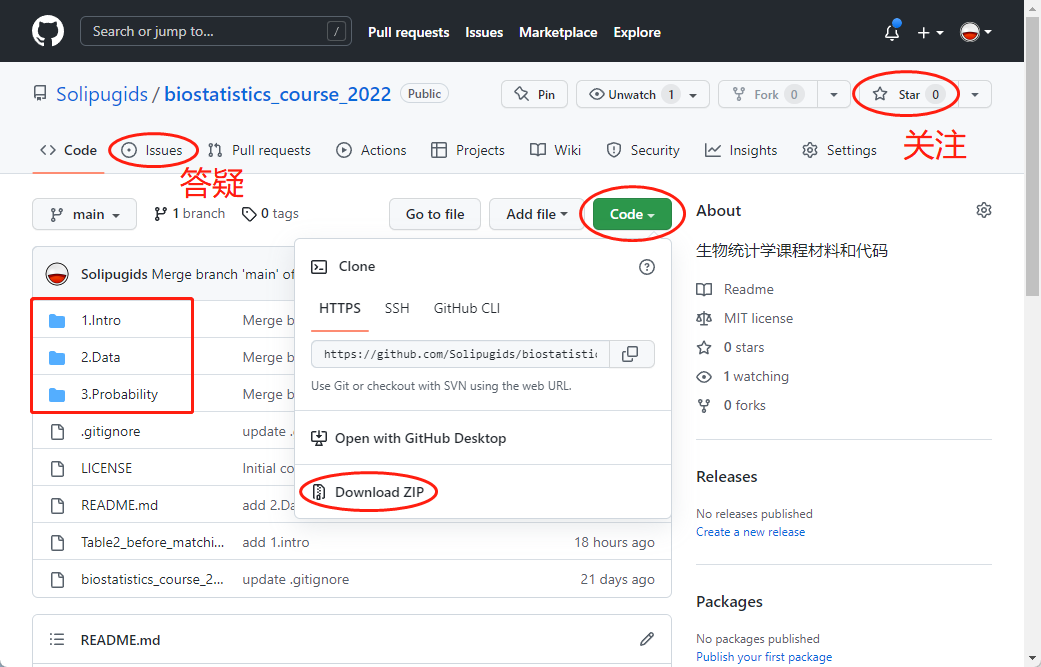 Search or jump to... /
Pull requests Issues Marketplace Explore
Solipugids / biostatistics_course_2022 Public
Pin Unwatch 1 Fork 0 Star 0
关注
Code Issues Pull requests Actions Projects Wiki Security Insights Settings
答疑
main 1 branch 0 tags Go to file Add file Code
Solipugids Merge branch 'main' of
1.Intro Merge b
2.Data Merge b
3.Probability Merge b
.gitignore update .
LICENSE Initial co
README.md add 2.Da
Table2_before_matchi... add 1.intro 18 hours ago
biostatistics_course_2... update .gitignore 21 days ago
README.md
Clone
HTTPS SSH GitHub CLI
https://github.com/Solipugids/biostatistic
Use Git or checkout with SVN using the web URL.
Open with GitHub Desktop
Download ZIP
About
生物统计学课程材料和代码
Readme
MIT license
0 stars
1 watching
0 forks
Releases
No releases published
Create a new release
Packages
No packages published
Publish your first package